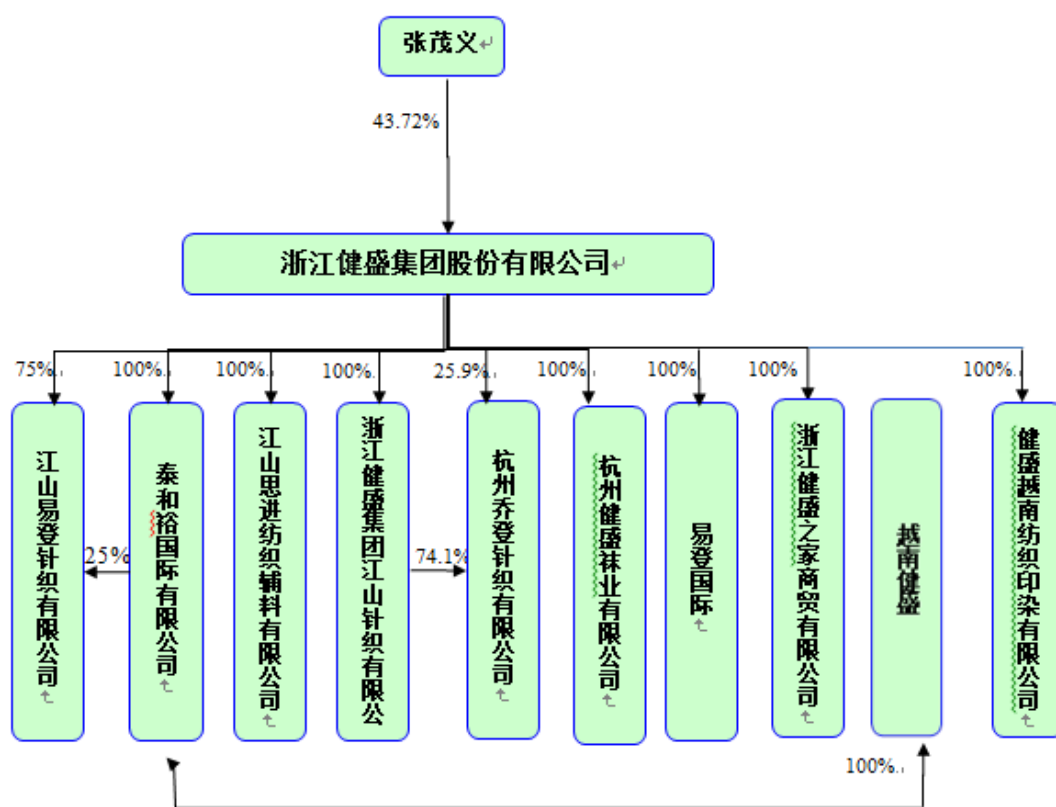 张茂义
43.72%
浙江健盛集团股份有限公司
75%
100%
100%
100%
25.9%
100%
100%
100%
100%
江山易登针织有限公司
25%
泰和裕国际有限公司
江山思进纺织辅料有限公司
浙江健盛集团江山针织有限公
74.1%
杭州乔登针织有限公司
杭州健盛袜业有限公司
易登国际
浙江健盛之家商贸有限公司
越南健盛
健盛越南纺织印染有限公司
100%